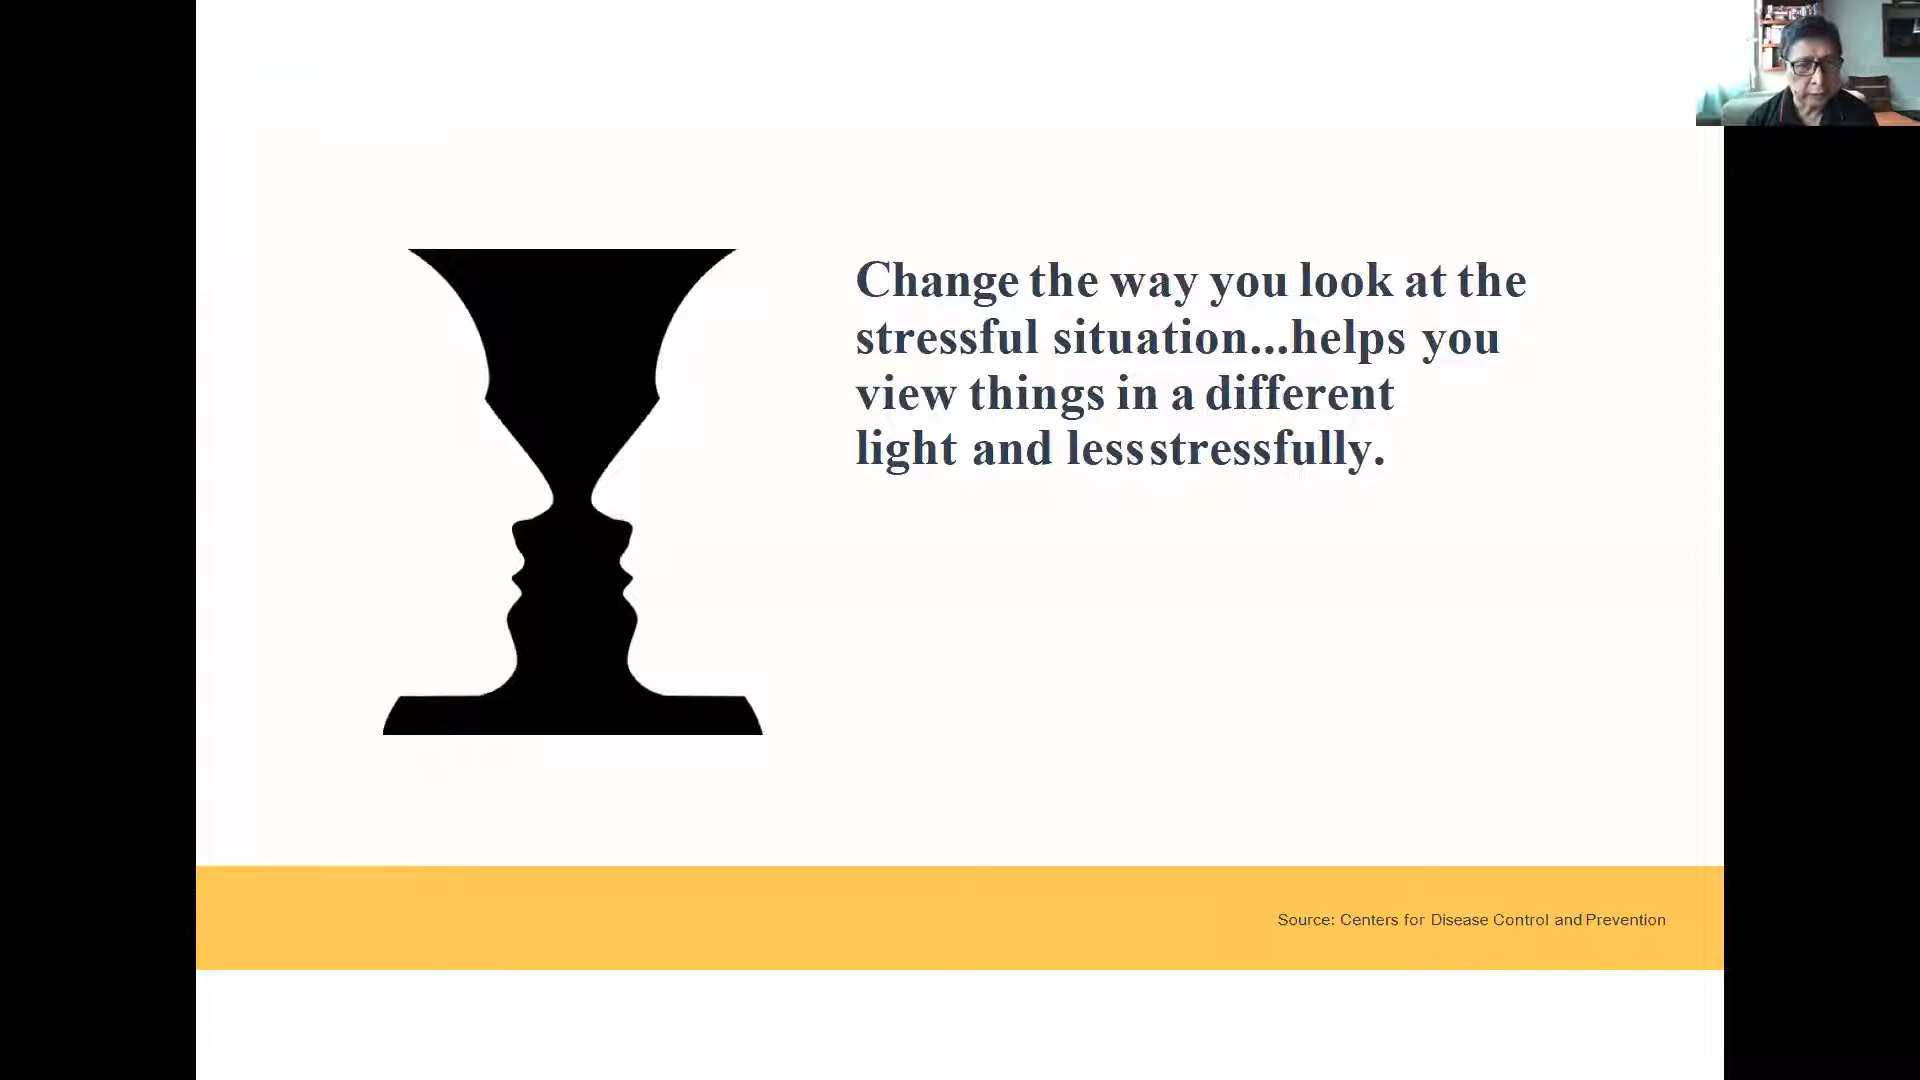 Change the way you look at the
stressful situation...helps you
view things in a different
light and less stressfully.
Source: Centers for Disease Control and Prevention